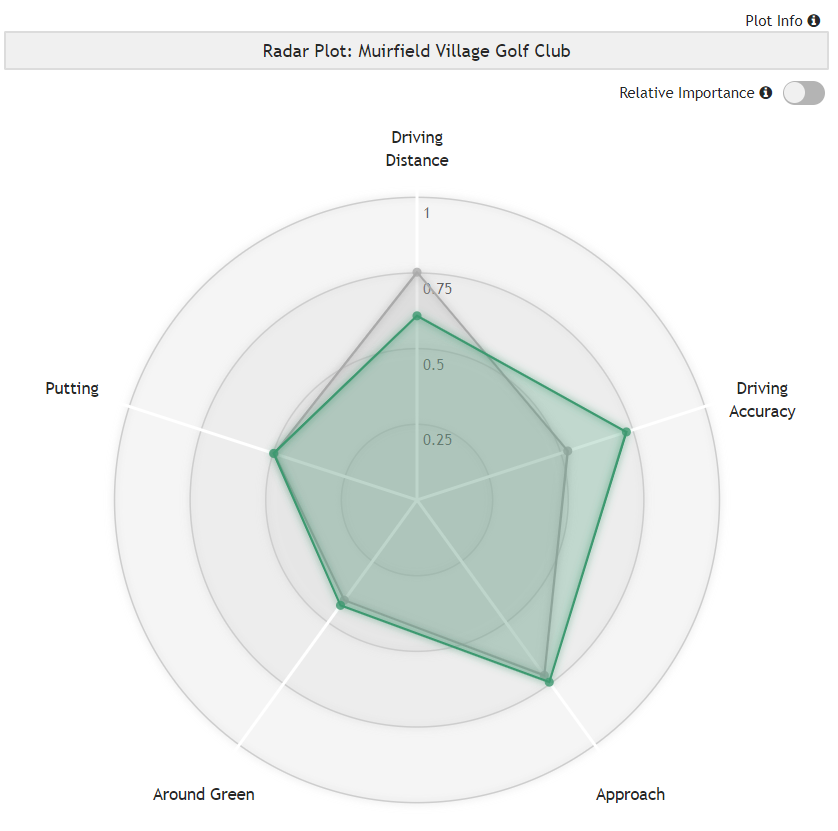 Plot Info
Radar Plot: Muirfield Village Golf Club
Relative Importance
Driving
Distance
1
0.75
0.5
0.25
Putting
Driving
Accuracy
Around Green
Approach